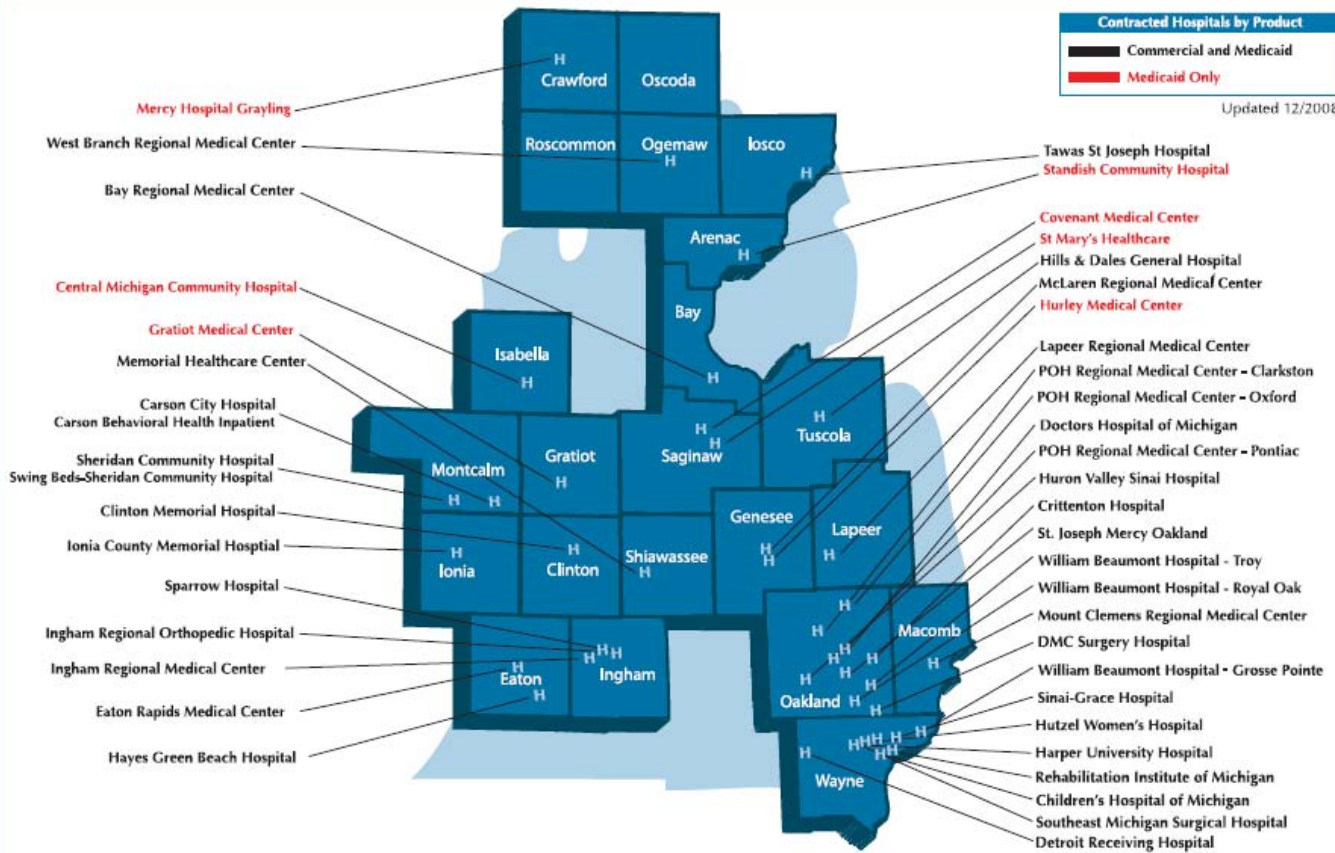 Contracted Hospitals by Product
Commercial and Medicaid
Medicaid Only
Updated 12/2008
Mercy Hospital Grayling
West Branch Regional Medical Center
Bay Regional Medical Center
Central Michigan Community Hospital
Gratiot Medical Center
Memorial Healthcare Center
Carson City Hospital
Carson Behavioral Health Inpatient
Sheridan Community Hospital
Swing Beds-Sheridan Community Hospital
Clinton Memorial Hospital
Ionia County Memorial Hosptial
Sparrow Hospital
Ingham Regional Orthopedic Hospital
Ingham Regional Medical Center
Eaton Rapids Medical Center
Hayes Green Beach Hospital
H
Crawford
Oscoda
Roscommon
Ogemaw
H
Iosco
H
Arenac
H
Bay
H
Isabella
H
Montcalm
H H
Gratiot
H
Saginaw
H
H
H
Tuscola
Genesee
H
H
Lapeer
H
H
Ionia
H
Clinton
Shiawassee
H
H
Eaton
H
H H H
Ingham
H
H
H
H
H
H
H
H
H
H
Oakland
Macomb
H
H
H H H H H
H H
Wayne
Tawas St Joseph Hospital
Standish Community Hospital
Covenant Medical Center
St Mary's Healthcare
Hills & Dales General Hospital
McLaren Regional Medical Center
Hurley Medical Center
Lapeer Regional Medical Center
POH Regional Medical Center - Clarkston
POH Regional Medical Center - Oxford
Doctors Hospital of Michigan
POH Regional Medical Center - Pontiac
Huron Valley Sinai Hospital
Crittenton Hospital
St. Joseph Mercy Oakland
William Beaumont Hospital - Troy
William Beaumont Hospital - Royal Oak
Mount Clemens Regional Medical Center
DMC Surgery Hospital
William Beaumont Hospital - Grosse Pointe
Sinai-Grace Hospital
Hutzel Women's Hospital
Harper University Hospital
Rehabilitation Institute of Michigan
Children's Hospital of Michigan
Southeast Michigan Surgical Hospital
Detroit Receiving Hospital